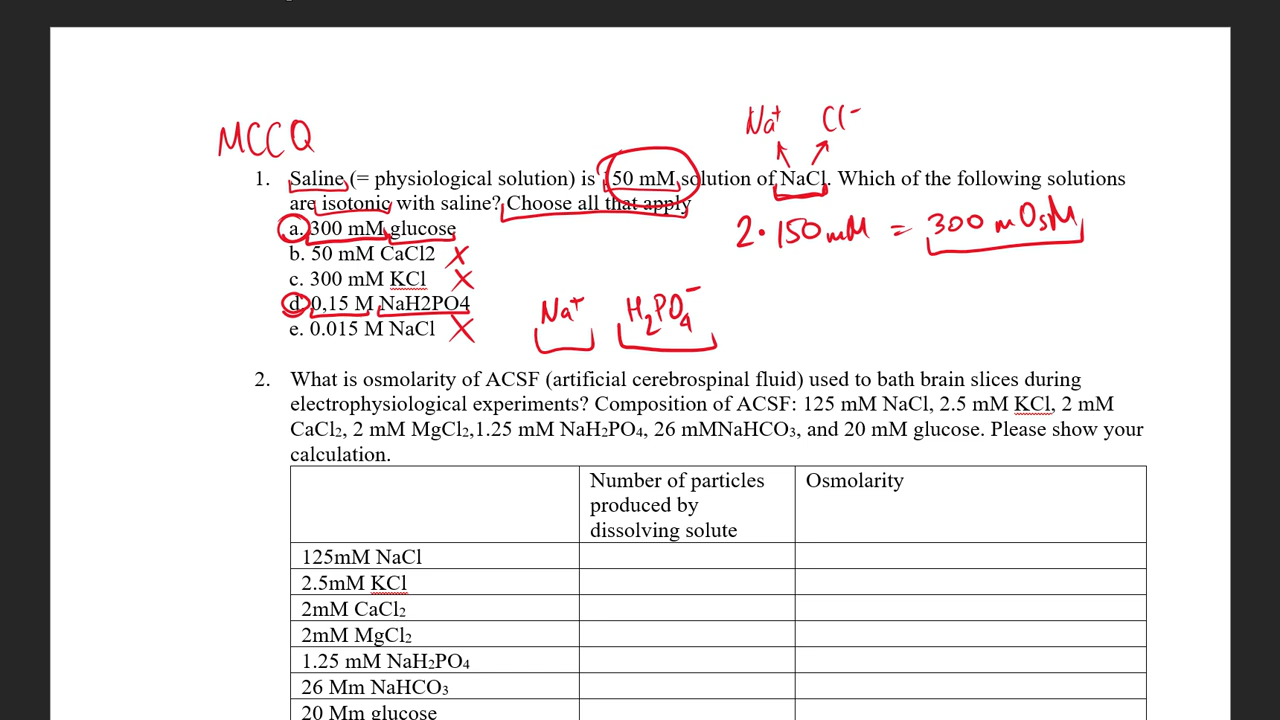 Na⁺ Cl⁻
MCCQ
1. Saline (= physiological solution) is 150 mM solution of NaCl. Which of the following solutions
are isotonic with saline? Choose all that apply
2·150mM = 300 mOsM
a. 300 mM glucose
b. 50 mM CaCl2 X
c. 300 mM KCl X
d. 0,15 M NaH2PO4
Na⁺ H₂PO₄⁻
e. 0.015 M NaCl X
2. What is osmolarity of ACSF (artificial cerebrospinal fluid) used to bath brain slices during
electrophysiological experiments? Composition of ACSF: 125 mM NaCl, 2.5 mM KCl, 2 mM
CaCl₂, 2 mM MgCl₂,1.25 mM NaH₂PO₄, 26 mMNaHCO₃, and 20 mM glucose. Please show your
calculation.
Number of particles Osmolarity
produced by
dissolving solute
125mM NaCl
2.5mM KCl
2mM CaCl₂
2mM MgCl₂
1.25 mM NaH₂PO₄
26 Mm NaHCO₃
20 Mm glucose